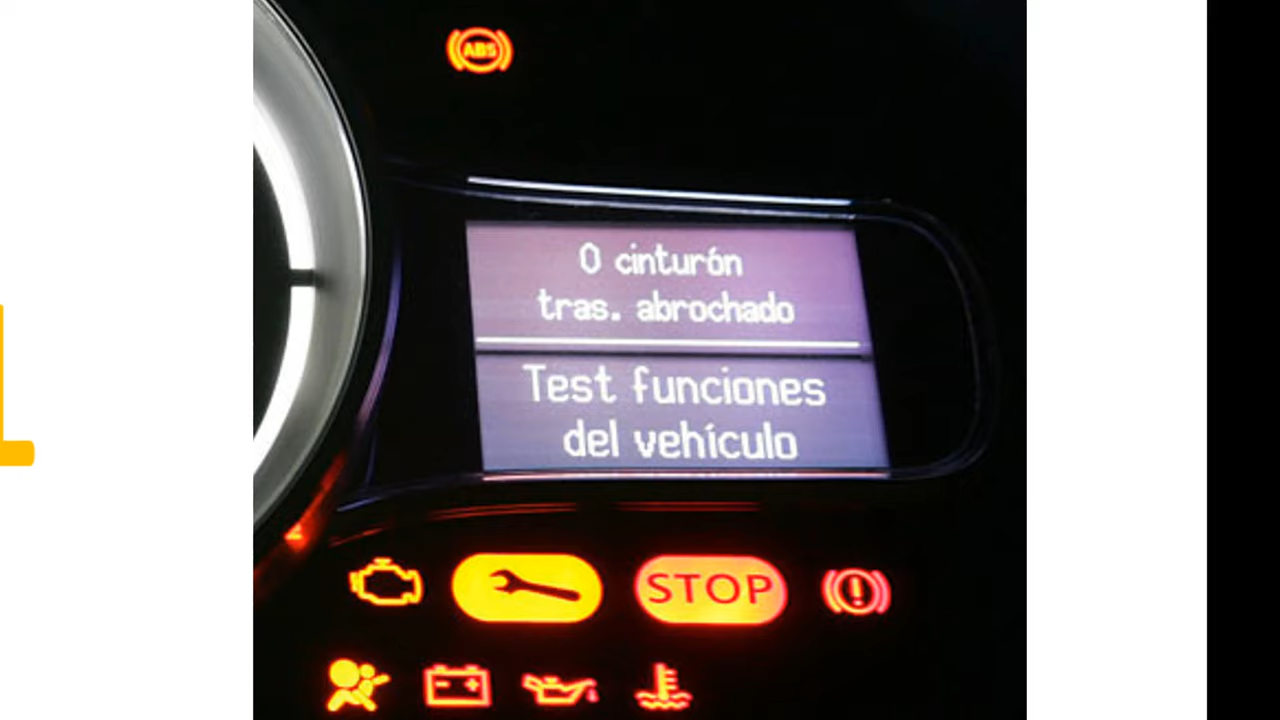 ABS
0 cinturón
tras. abrochado
Test funciones
del vehículo
STOP